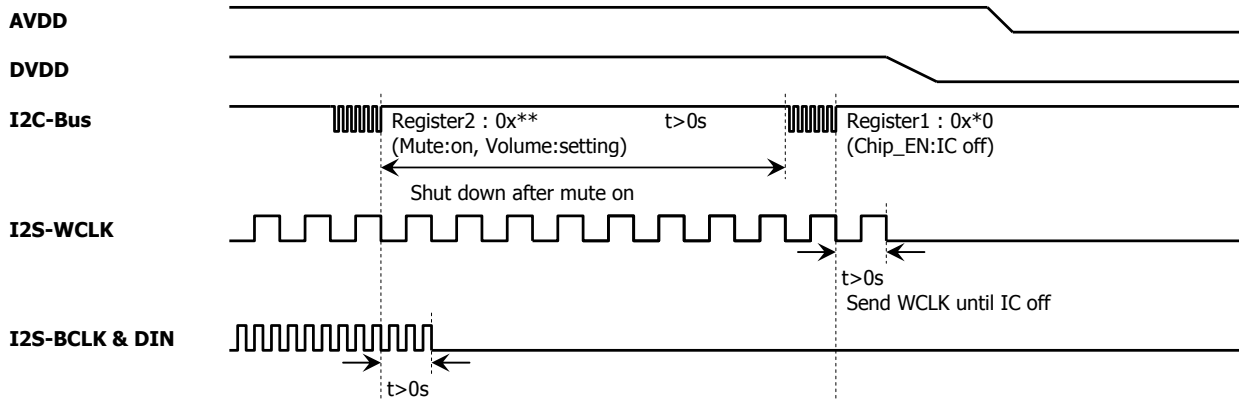 AVDD
DVDD
I2C-Bus
Register2 : 0x** t>0s Register1 : 0x*0
(Mute:on, Volume:setting) (Chip_EN:IC off)
Shut down after mute on
I2S-WCLK
t>0s
Send WCLK until IC off
I2S-BCLK & DIN
t>0s